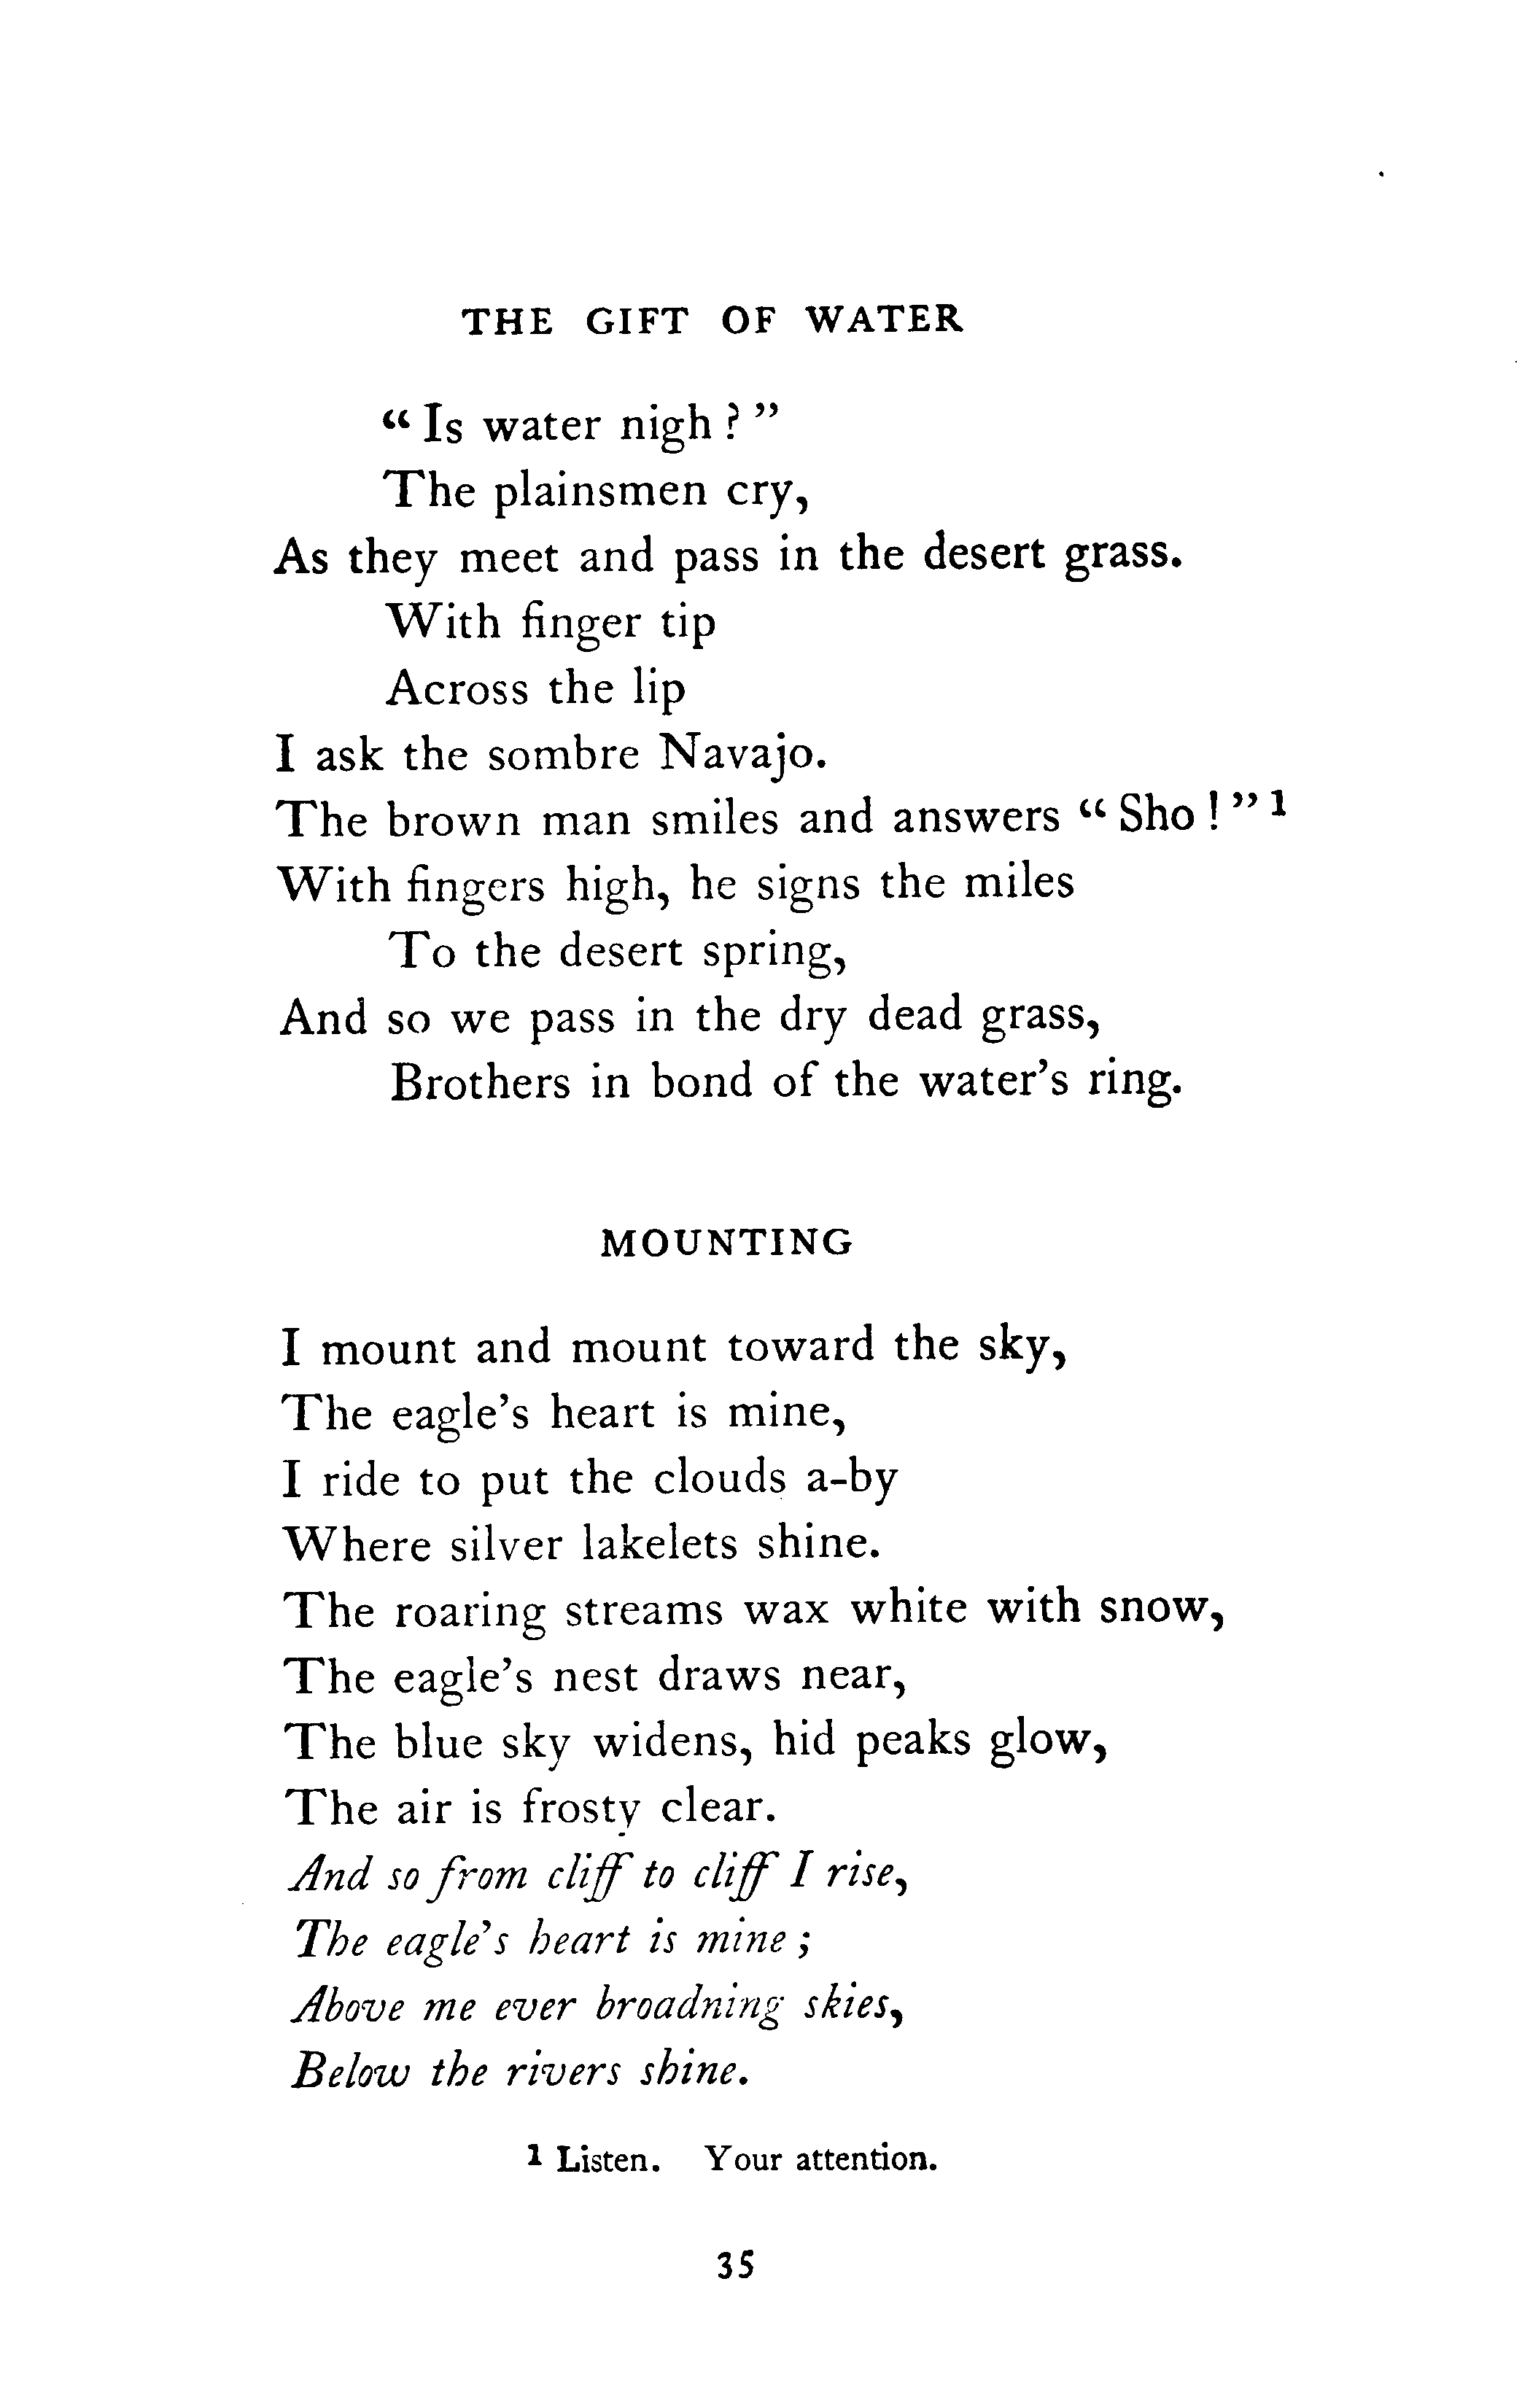 THE GIFT OF WATER
“ Is water nigh ? ”
The plainsmen cry,
As they meet and pass in the desert grass.
With finger tip
Across the lip
I ask the sombre Navajo.
The brown man smiles and answers “ Sho ! ” 1
With fingers high, he signs the miles
To the desert spring,
And so we pass in the dry dead grass,
Brothers in bond of the water’s ring.
MOUNTING
I mount and mount toward the sky,
The eagle’s heart is mine,
I ride to put the clouds a-by
Where silver lakelets shine.
The roaring streams wax white with snow,
The eagle’s nest draws near,
The blue sky widens, hid peaks glow,
The air is frosty clear.
And so from cliff to cliff I rise,
The eagle’s heart is mine ;
Above me ever broadning skies,
Below the rivers shine.
1 Listen. Your attention.
35